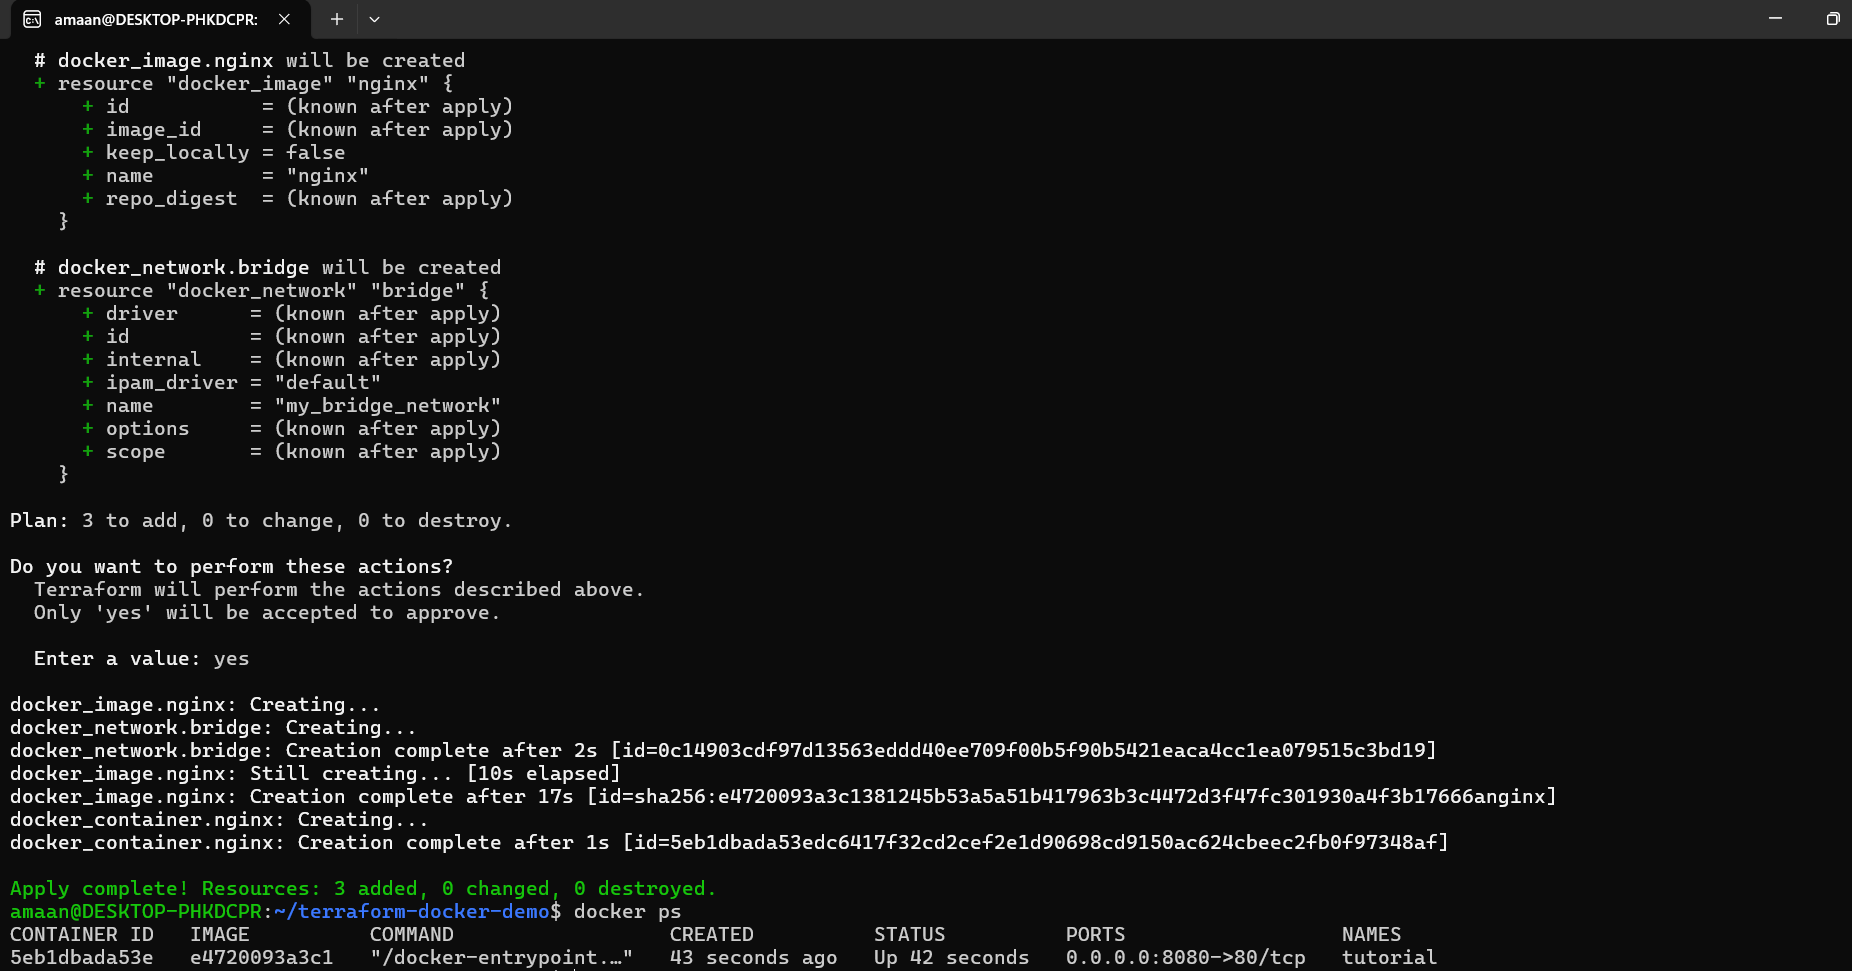 amaan@DESKTOP-PHKDCPR:
# docker_image.nginx will be created
+ resource "docker_image" "nginx" {
+ id = (known after apply)
+ image_id = (known after apply)
+ keep_locally = false
+ name = "nginx"
+ repo_digest = (known after apply)
}
# docker_network.bridge will be created
+ resource "docker_network" "bridge" {
+ driver = (known after apply)
+ id = (known after apply)
+ internal = (known after apply)
+ ipam_driver = "default"
+ name = "my_bridge_network"
+ options = (known after apply)
+ scope = (known after apply)
}
Plan: 3 to add, 0 to change, 0 to destroy.
Do you want to perform these actions?
Terraform will perform the actions described above.
Only 'yes' will be accepted to approve.
Enter a value: yes
docker_image.nginx: Creating...
docker_network.bridge: Creating...
docker_network.bridge: Creation complete after 2s [id=0c14903cdf97d13563eddd40ee709f00b5f90b5421eaca4cc1ea079515c3bd19]
docker_image.nginx: Still creating... [10s elapsed]
docker_image.nginx: Creation complete after 17s [id=sha256:e4720093a3c1381245b53a5a51b417963b3c4472d3f47fc301930a4f3b17666anginx]
docker_container.nginx: Creating...
docker_container.nginx: Creation complete after 1s [id=5eb1dbada53edc6417f32cd2cef2e1d90698cd9150ac624cbeec2fb0f97348af]
Apply complete! Resources: 3 added, 0 changed, 0 destroyed.
amaan@DESKTOP-PHKDCPR:~/terraform-docker-demo$ docker ps
CONTAINER ID IMAGE COMMAND CREATED STATUS PORTS NAMES
5eb1dbada53e e4720093a3c1 "/docker-entrypoint.…" 43 seconds ago Up 42 seconds 0.0.0.0:8080->80/tcp tutorial